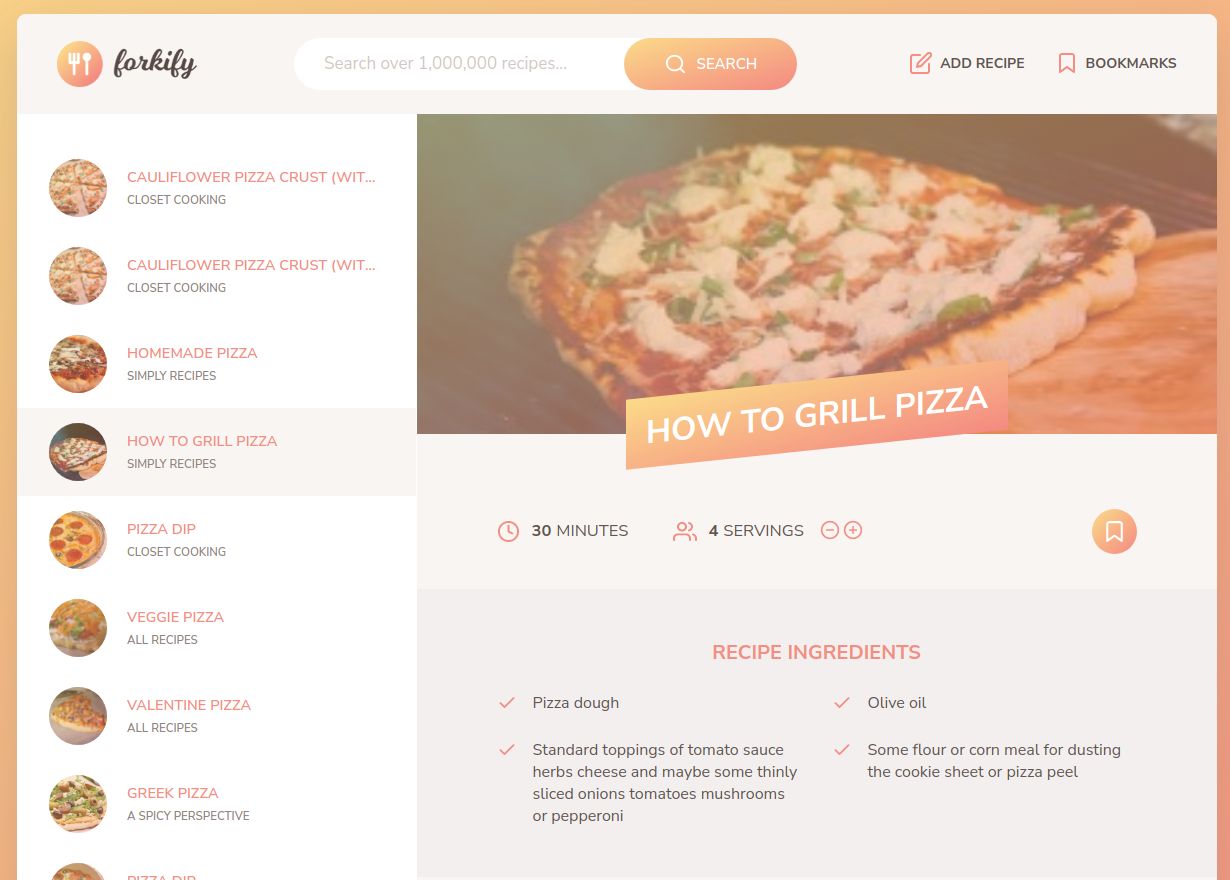 forkify
Search over 1,000,000 recipes...
SEARCH
ADD RECIPE
BOOKMARKS
CAULIFLOWER PIZZA CRUST (WIT...
CLOSET COOKING
CAULIFLOWER PIZZA CRUST (WIT...
CLOSET COOKING
HOMEMADE PIZZA
SIMPLY RECIPES
HOW TO GRILL PIZZA
SIMPLY RECIPES
PIZZA DIP
CLOSET COOKING
VEGGIE PIZZA
ALL RECIPES
VALENTINE PIZZA
ALL RECIPES
GREEK PIZZA
A SPICY PERSPECTIVE
PIZZA DIP
HOW TO GRILL PIZZA
30 MINUTES
4 SERVINGS
RECIPE INGREDIENTS
Pizza dough
Olive oil
Standard toppings of tomato sauce
herbs cheese and maybe some thinly
sliced onions tomatoes mushrooms
or pepperoni
Some flour or corn meal for dusting
the cookie sheet or pizza peel